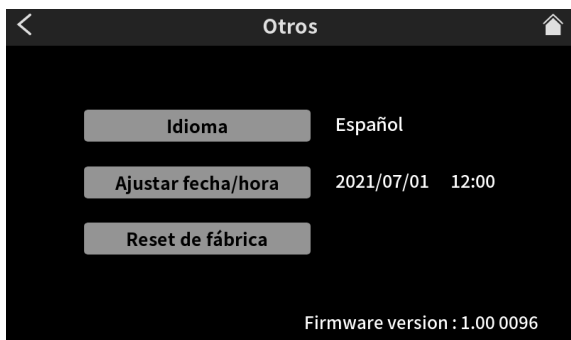 Otros
Idioma Español
Ajustar fecha/hora 2021/07/01 12:00
Reset de fábrica
Firmware version : 1.00 0096